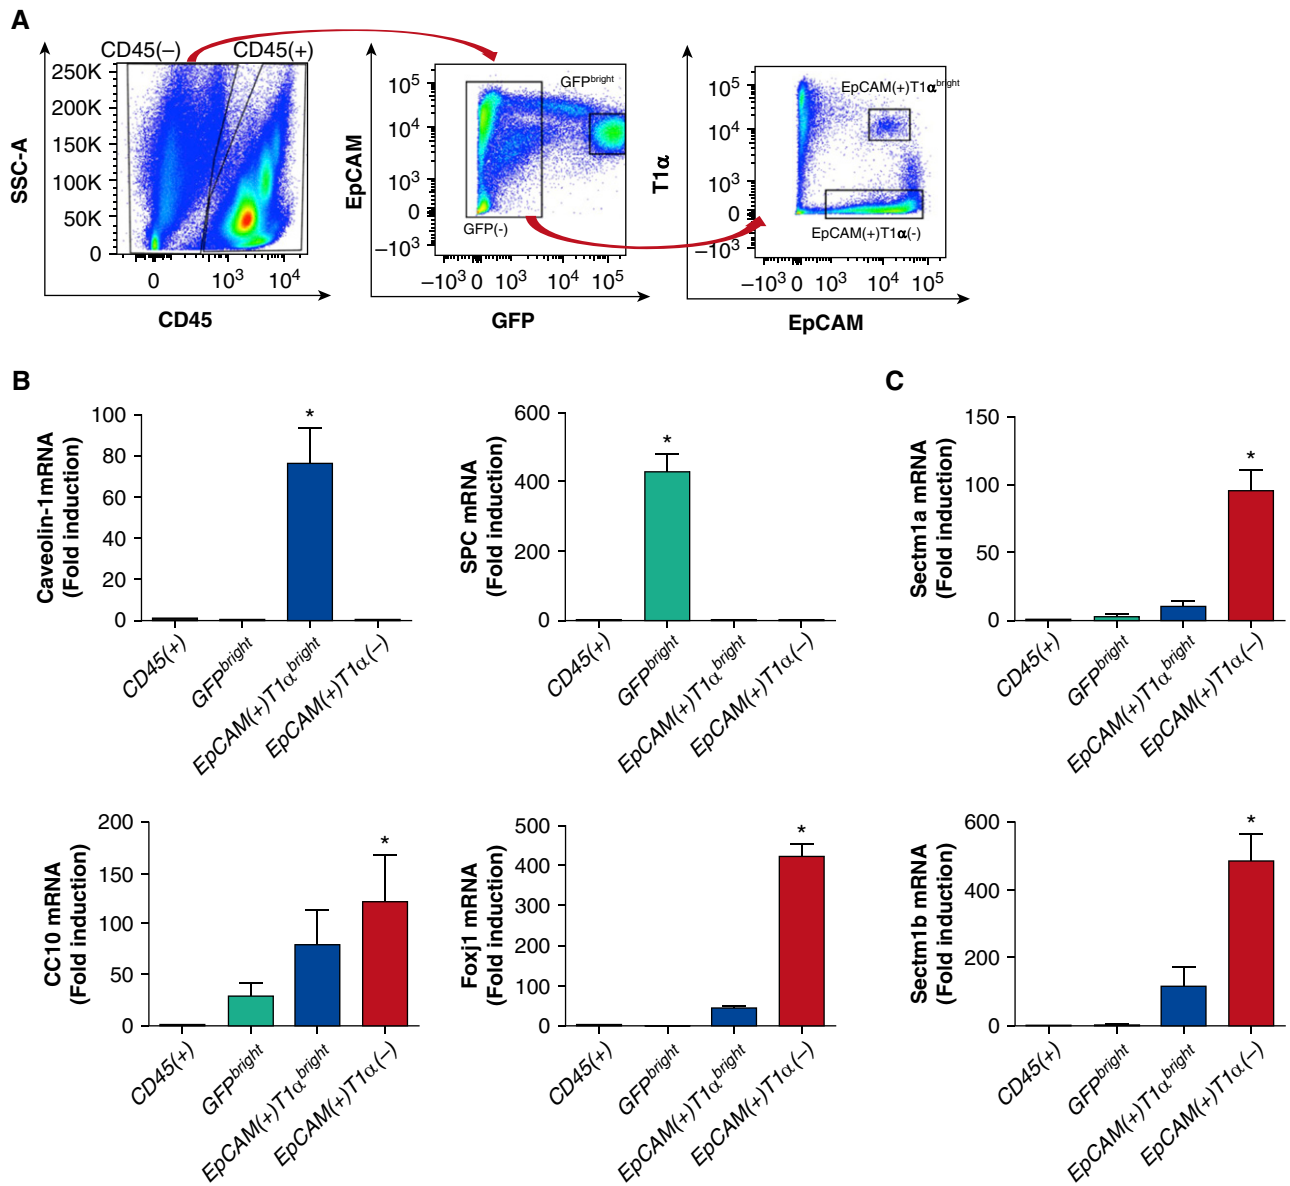 A
CD45(–) CD45(+)
250K
200K
150K
100K
50K
0
SSC-A
0 10³ 10⁴
CD45
GFPbright
10⁵
10⁴
10³
0
–10³
EpCAM
GFP(-)
–10³ 0 10³ 10⁴ 10⁵
GFP
EpCAM(+)T1αbright
10⁵
10⁴
10³
0
–10³
T1α
EpCAM(+)T1α(-)
–10³ 0 10³ 10⁴ 10⁵
EpCAM
B
Caveolin-1mRNA
(Fold induction)
100
80
60
40
20
0
*
CD45(+)
GFPbright
EpCAM(+)T1αbright
EpCAM(+)T1α(–)
SPC mRNA
(Fold induction)
600
400
200
0
*
CD45(+)
GFPbright
EpCAM(+)T1αbright
EpCAM(+)T1α(–)
C
Sectm1a mRNA
(Fold induction)
150
100
50
0
*
CD45(+)
GFPbright
EpCAM(+)T1αbright
EpCAM(+)T1α(–)
CC10 mRNA
(Fold induction)
200
150
100
50
0
*
CD45(+)
GFPbright
EpCAM(+)T1αbright
EpCAM(+)T1α(–)
Foxj1 mRNA
(Fold induction)
500
400
300
200
100
0
*
CD45(+)
GFPbright
EpCAM(+)T1αbright
EpCAM(+)T1α(–)
Sectm1b mRNA
(Fold induction)
600
400
200
0
*
CD45(+)
GFPbright
EpCAM(+)T1αbright
EpCAM(+)T1α(–)